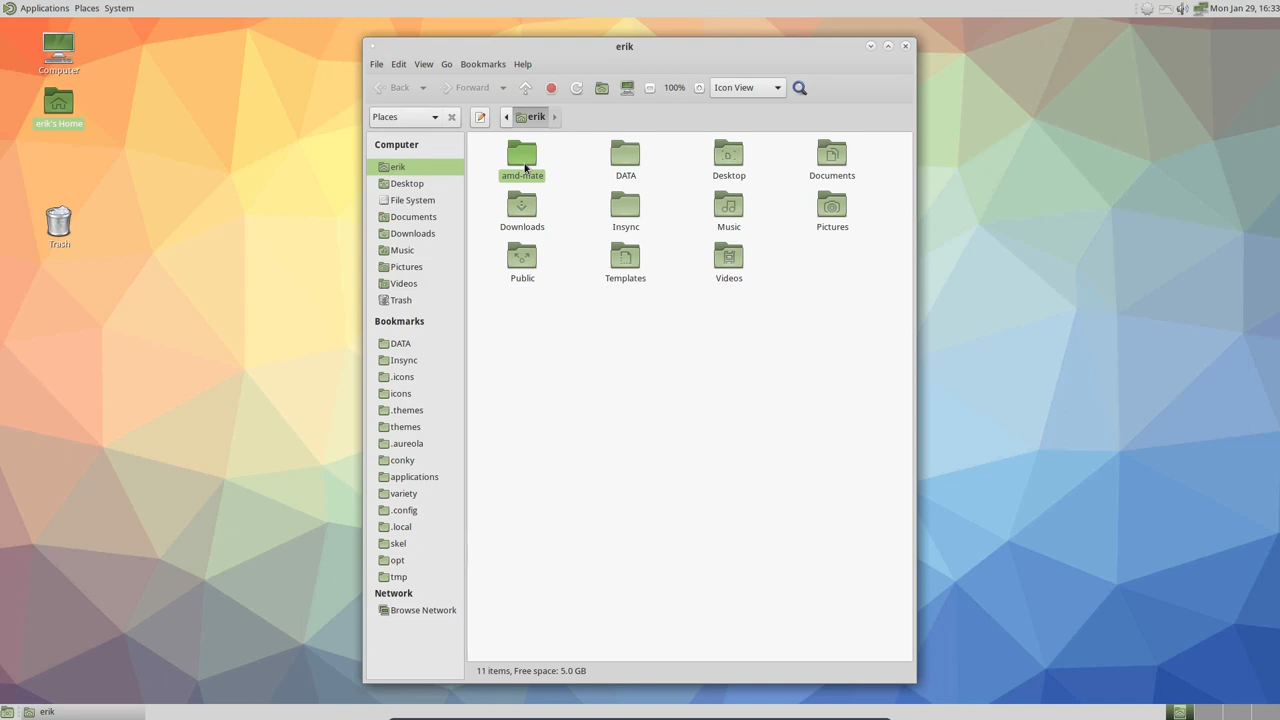 Applications Places System
Mon Jan 29, 16:33
Computer
erik's Home
Trash
erik
File Edit View Go Bookmarks Help
Back Forward 100% Icon View
Places erik
Computer
erik
Desktop
File System
Documents
Downloads
Music
Pictures
Videos
Trash
Bookmarks
DATA
Insync
.icons
icons
.themes
themes
.aureola
conky
applications
variety
.config
.local
skel
opt
tmp
Network
Browse Network
amd-mate DATA Desktop Documents
Downloads Insync Music Pictures
Public Templates Videos
11 items, Free space: 5.0 GB
erik